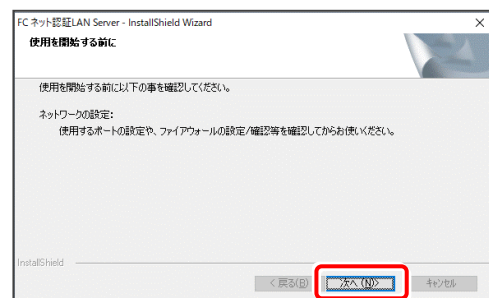 FC ネット認証LAN Server - InstallShield Wizard
使用を開始する前に
使用を開始する前に以下の事を確認してください。
ネットワークの設定:
使用するポートの設定や、ファイアウォールの設定/確認等を確認してからお使いください。
InstallShield
< 戻る(B) 次へ (N)> キャンセル